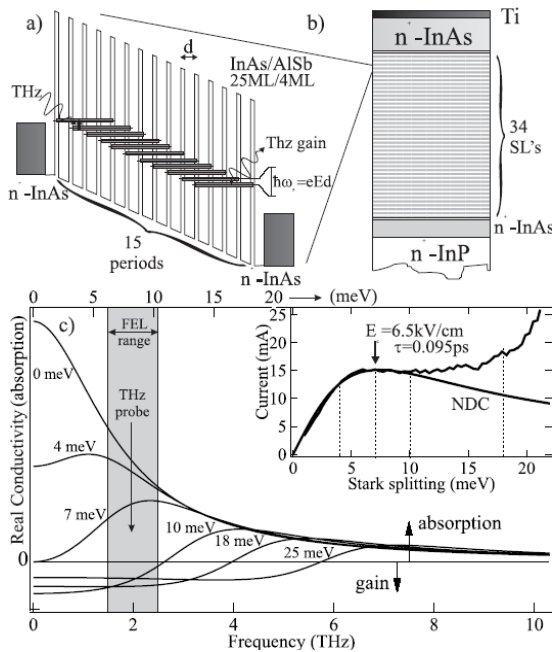 a)
d
InAs/AlSb
25ML/4ML
THz
Thz gain
ħω =eEd
n⁻-InAs
15
periods
n⁻-InAs
b)
Ti
n⁻-InAs
34
SL's
n⁻-InAs
n⁻-InP
0
10
20
(meV)
c)
FEL
range
THz
probe
0 meV
4 meV
7 meV
10 meV
18 meV
25 meV
Real Conductivity (absorption)
0
absorption
gain
0
2
4
6
8
10
Frequency (THz)
E =6.5kV/cm
τ=0.095ps
NDC
Current (mA)
25
20
15
10
5
0
0
5
10
15
20
Stark splitting (meV)